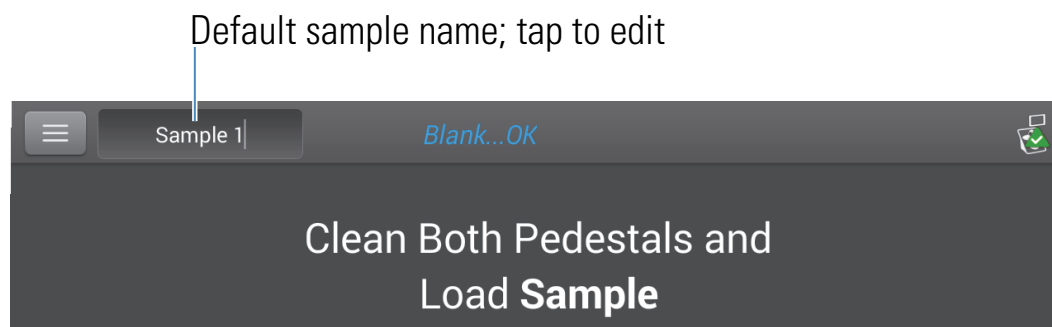 Default sample name; tap to edit
Sample 1
Blank...OK
Clean Both Pedestals and
Load Sample